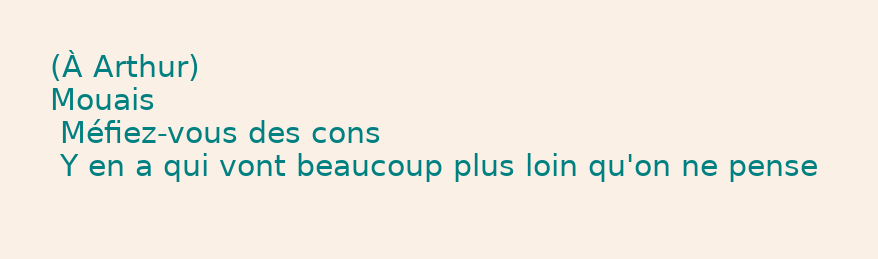 (À Arthur)
Mouais
Méfiez-vous des cons
Y en a qui vont beaucoup plus loin qu'on ne pense